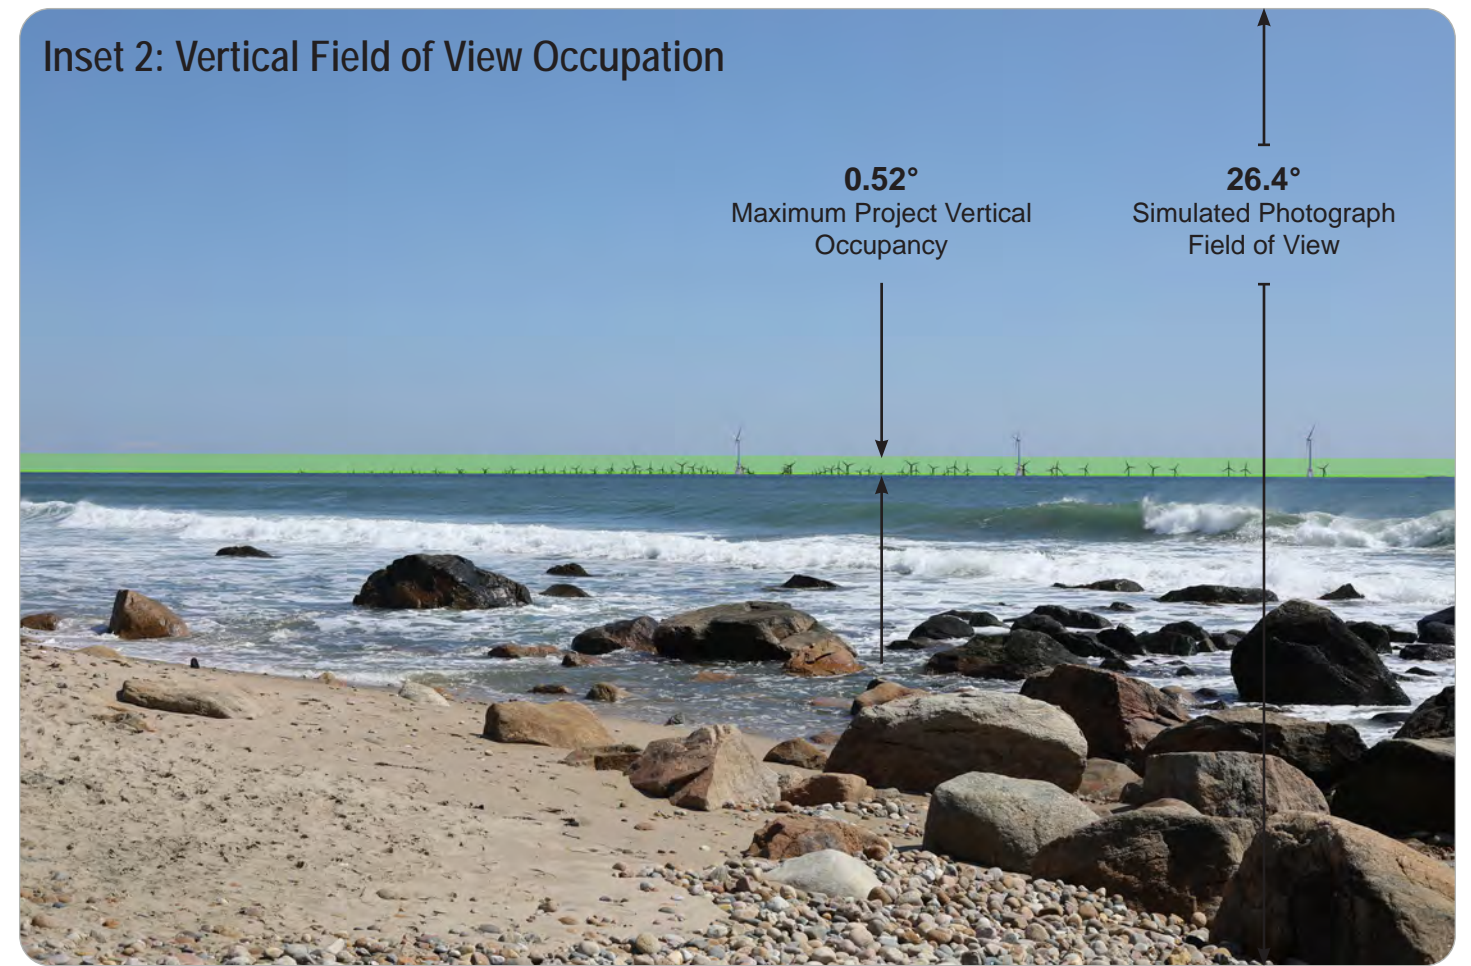 Inset 2: Vertical Field of View Occupation
0.52°
Maximum Project Vertical
Occupancy
26.4°
Simulated Photograph
Field of View